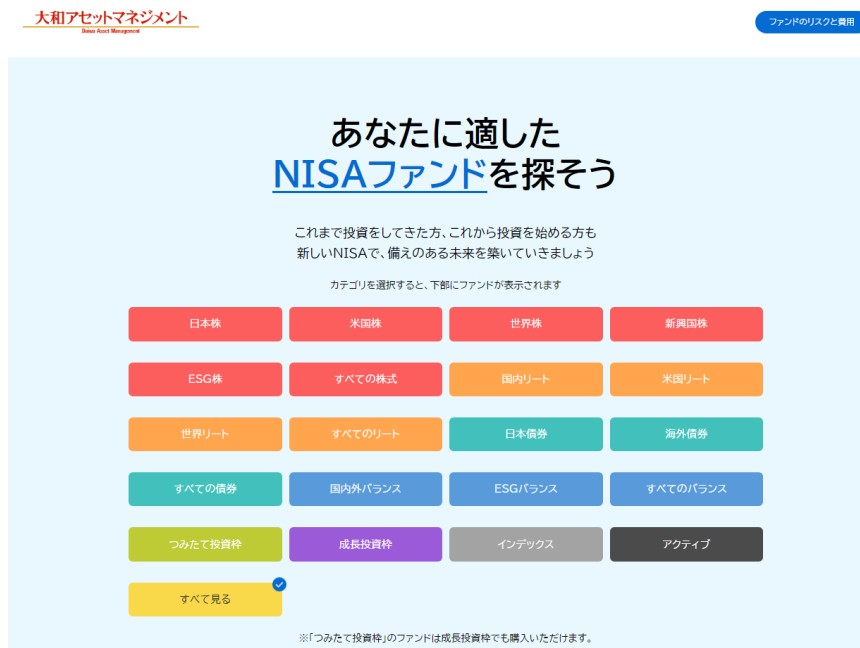 大和アセットマネジメント
Daiwa Asset Management
ファンドのリスクと費用
あなたに適した
NISAファンドを探そう
これまで投資をしてきた方、これから投資を始める方も
新しいNISAで、備えのある未来を築いていきましょう
カテゴリを選択すると、下部にファンドが表示されます
日本株 米国株 世界株 新興国株
ESG株 すべての株式 国内リート 米国リート
世界リート すべてのリート 日本債券 海外債券
すべての債券 国内外バランス ESGバランス すべてのバランス
つみたて投資枠 成長投資枠 インデックス アクティブ
すべて見る
※「つみたて投資枠」のファンドは成長投資枠でも購入いただけます。